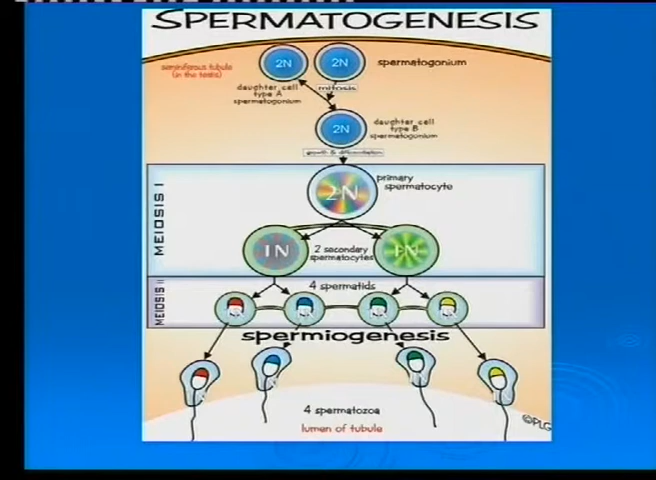 SPERMATOGENESIS
seminiferous tubule
(in the testis)
2N
2N
spermatogonium
daughter cell
type A
spermatogonium
mitosis
2N
daughter cell
type B
spermatogonium
growth & differentiation
MEIOSIS I
2N
primary
spermatocyte
1N
2 secondary
spermatocytes
1N
MEIOSIS II
4 spermatids
spermiogenesis
4 spermatozoa
lumen of tubule
©PLG